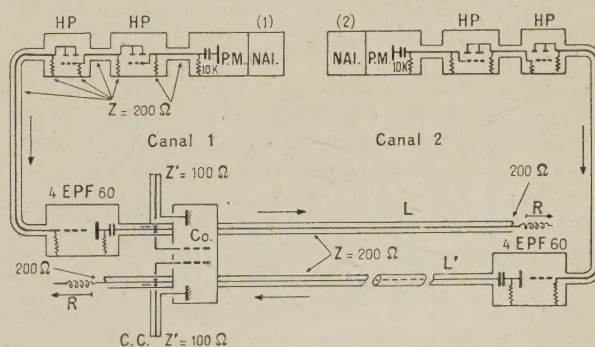 HP HP (1) (2) HP HP
P.M. NAI. NAI. P.M.
10K 10K
Z = 200 Ω
Canal 1 Canal 2
Z' = 100 Ω 200 Ω
4 EPF 60 L R
Co. 4 EPF 60
200 Ω Z = 200 Ω L'
R
C.C. Z' = 100 Ω